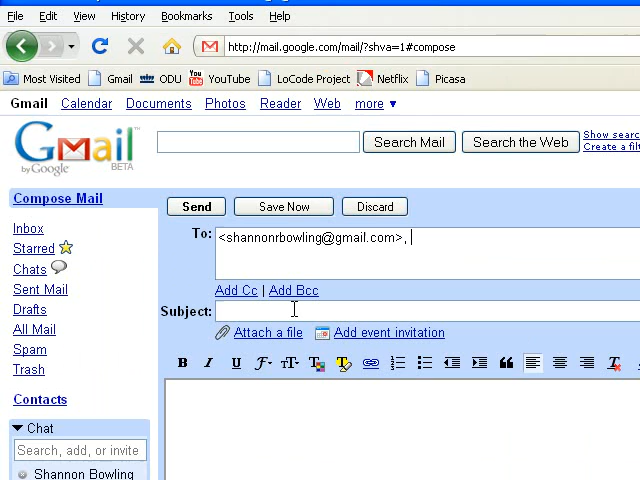 File Edit View History Bookmarks Tools Help
http://mail.google.com/mail/?shva=1#compose
Most Visited Gmail ODU YouTube LoCode Project Netflix Picasa
Gmail Calendar Documents Photos Reader Web more ▼
Gmail™ by Google BETA
Search Mail Search the Web
Show sear
Create a filt
Compose Mail
Send Save Now Discard
Inbox
Starred
Chats
Sent Mail
Drafts
All Mail
Spam
Trash
Contacts
Chat
Search, add, or invite
Shannon Bowling
To: <shannonrbowling@gmail.com>,
Add Cc | Add Bcc
Subject:
Attach a file Add event invitation
B I U